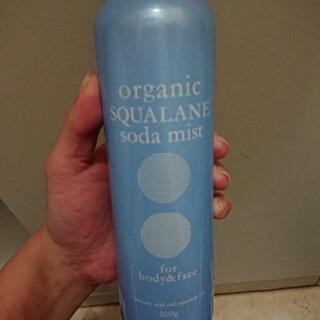 organic
SQUALANE
soda mist
for
body&face
200g